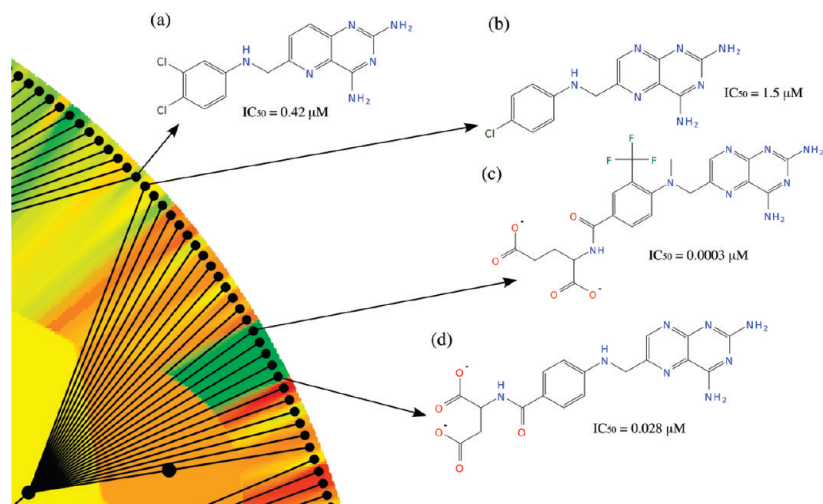 (a)
H
N
N
N
NH₂
Cl
Cl
N
N
NH₂
IC₅₀ = 0.42 μM
(b)
H
N
N
N
NH₂
Cl
N
N
NH₂
IC₅₀ = 1.5 μM
(c)
F
F
F
N
N
N
NH₂
O
N
N
NH₂
O⁻
O
NH
O
O⁻
IC₅₀ = 0.0003 μM
(d)
H
N
N
N
NH₂
O⁻
O
NH
N
N
NH₂
O⁻
O
O
IC₅₀ = 0.028 μM